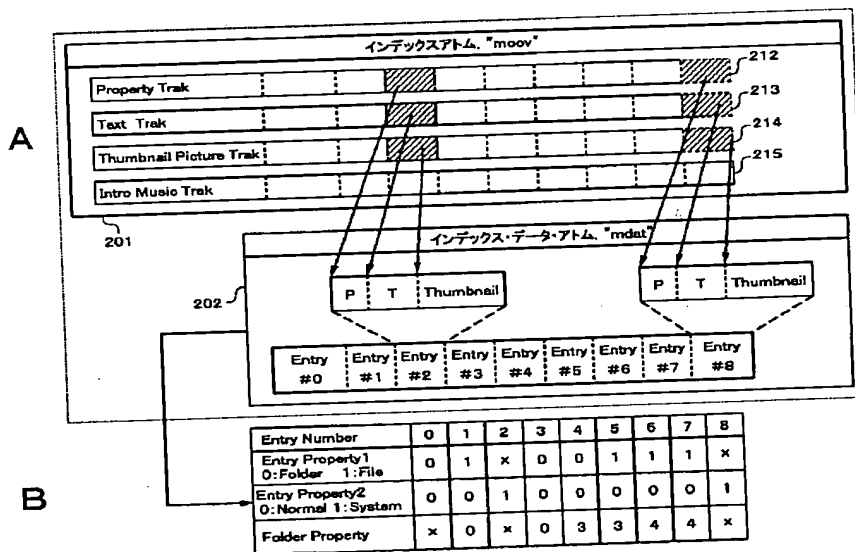 インデックスアトム, "moov"
Property Trak
Text Trak
Thumbnail Picture Trak
Intro Music Trak
212
213
214
215
A
201
インデックス・データ・アトム, "mdat"
202
P T Thumbnail
P T Thumbnail
Entry #0
Entry #1
Entry #2
Entry #3
Entry #4
Entry #5
Entry #6
Entry #7
Entry #8
B
Entry Number 0 1 2 3 4 5 6 7 8
Entry Property1
0:Folder 1:File 0 1 × 0 0 1 1 1 ×
Entry Property2
0:Normal 1:System 0 0 1 0 0 0 0 0 1
Folder Property × 0 × 0 3 3 4 4 ×